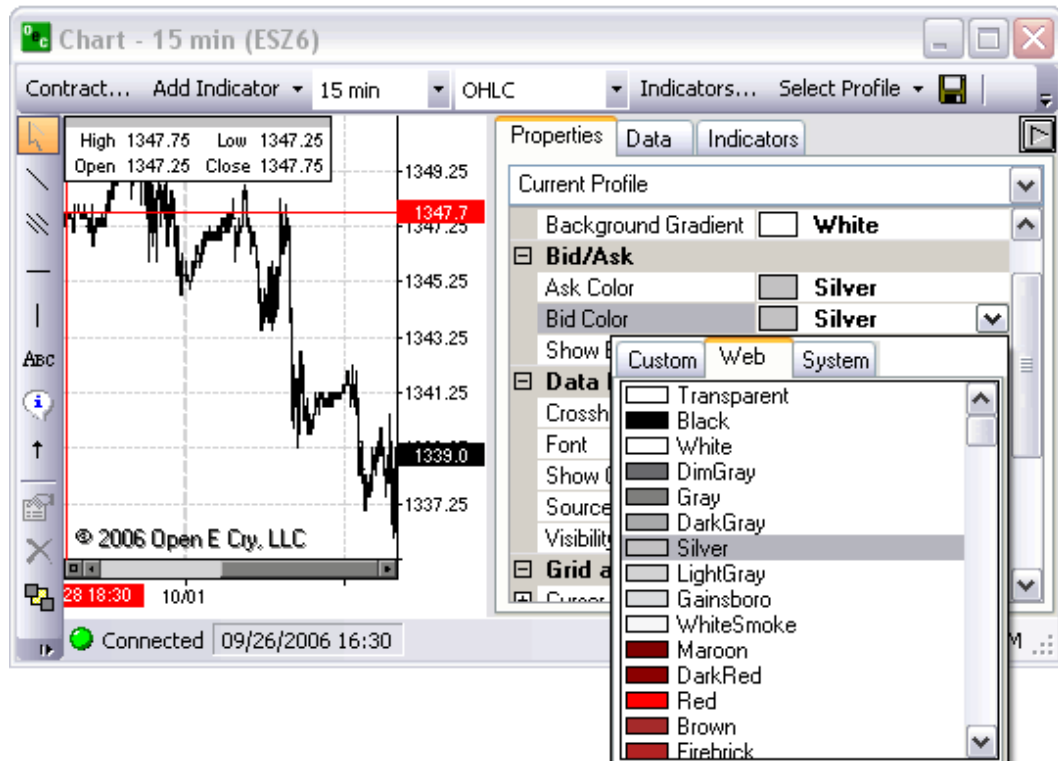 Oec Chart - 15 min (ESZ6)
Contract... Add Indicator 15 min OHLC Indicators... Select Profile
High 1347.75 Low 1347.25
Open 1347.25 Close 1347.75
Properties Data Indicators
Current Profile
Background Gradient White
Bid/Ask
Ask Color Silver
Bid Color Silver
Show
Data
Crossh
Font
Show
Source
Visibility
Grid a
Cursor
Custom Web System
Transparent
Black
White
DimGray
Gray
DarkGray
Silver
LightGray
Gainsboro
WhiteSmoke
Maroon
DarkRed
Red
Brown
Firebrick
ABC
1349.25
1347.7
1347.25
1345.25
1343.25
1341.25
1339.0
1337.25
© 2006 Open E Cry, LLC
28 18:30 10/01
Connected 09/26/2006 16:30 M